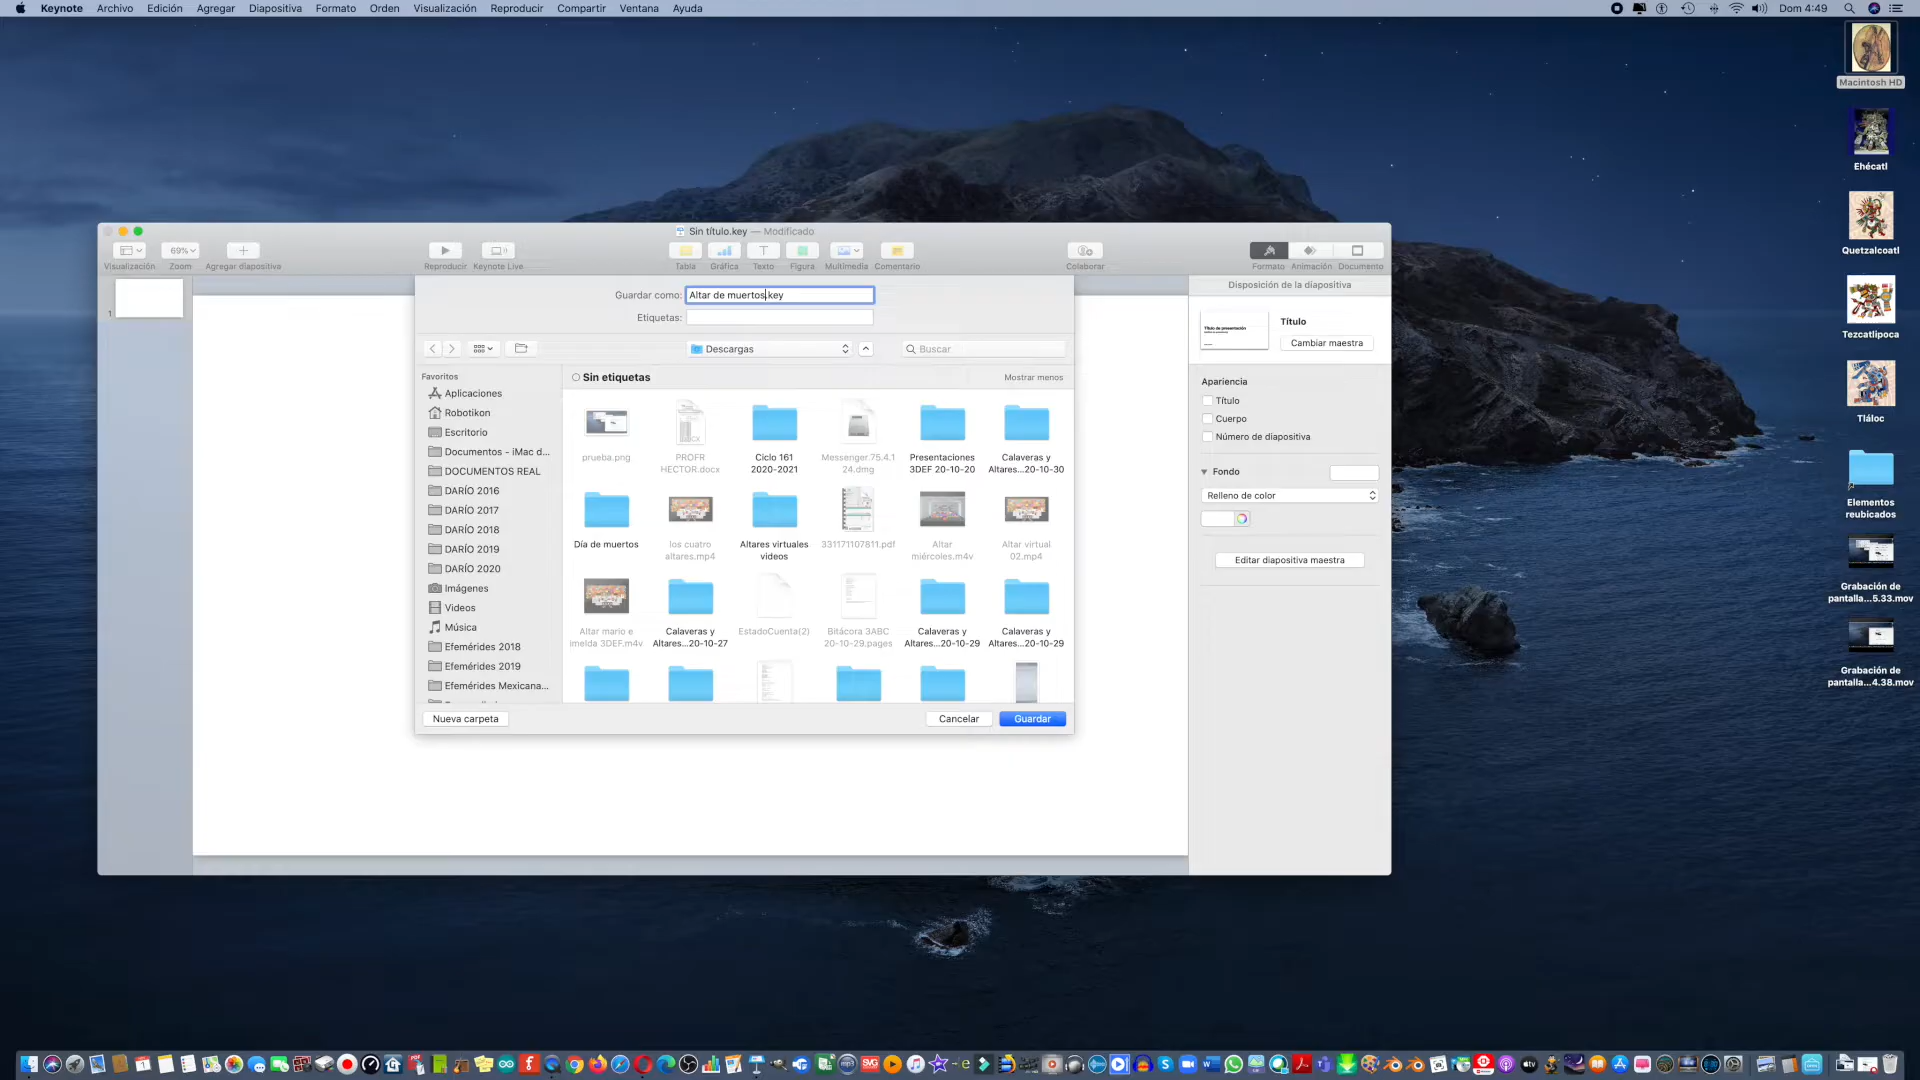 Keynote Archivo Edición Agregar Diapositiva Formato Orden Visualización Reproducir Compartir Ventana Ayuda Dom 4:49
Macintosh HD
Ehécatl
Quetzalcoatl
Tezcatlipoca
Tláloc
Elementos
reubicados
Grabación de
pantalla...5.33.mov
Grabación de
pantalla...4.38.mov
Sin título.key — Modificado
69%
Visualización Zoom Agregar diapositiva Reproducir Keynote Live Tabla Gráfica Texto Figura Multimedia Comentario Colaborar Formato Animación Documento
1
Guardar como: Altar de muertos.key
Etiquetas:
Descargas
Buscar
Favoritos
Aplicaciones
Robotikon
Escritorio
Documentos - iMac d...
DOCUMENTOS REAL
DARÍO 2016
DARÍO 2017
DARÍO 2018
DARÍO 2019
DARÍO 2020
Imágenes
Videos
Música
Efemérides 2018
Efemérides 2019
Efemérides Mexicana...
Sin etiquetas Mostrar menos
prueba.png
PROFR
HECTOR.docx
Ciclo 161
2020-2021
Messenger.75.4.1
24.dmg
Presentaciones
3DEF 20-10-20
Calaveras y
Altares...20-10-30
Día de muertos
los cuatro
altares.mp4
Altares virtuales
videos
331171107811.pdf
Altar
miércoles.m4v
Altar virtual
02.mp4
Altar mario e
imelda 3DEF.m4v
Calaveras y
Altares...20-10-27
EstadoCuenta(2)
Bitácora 3ABC
20-10-29.pages
Calaveras y
Altares...20-10-29
Calaveras y
Altares...20-10-29
Nueva carpeta Cancelar Guardar
Disposición de la diapositiva
Título de presentación
Título
Cambiar maestra
Apariencia
Título
Cuerpo
Número de diapositiva
Fondo
Relleno de color
Editar diapositiva maestra